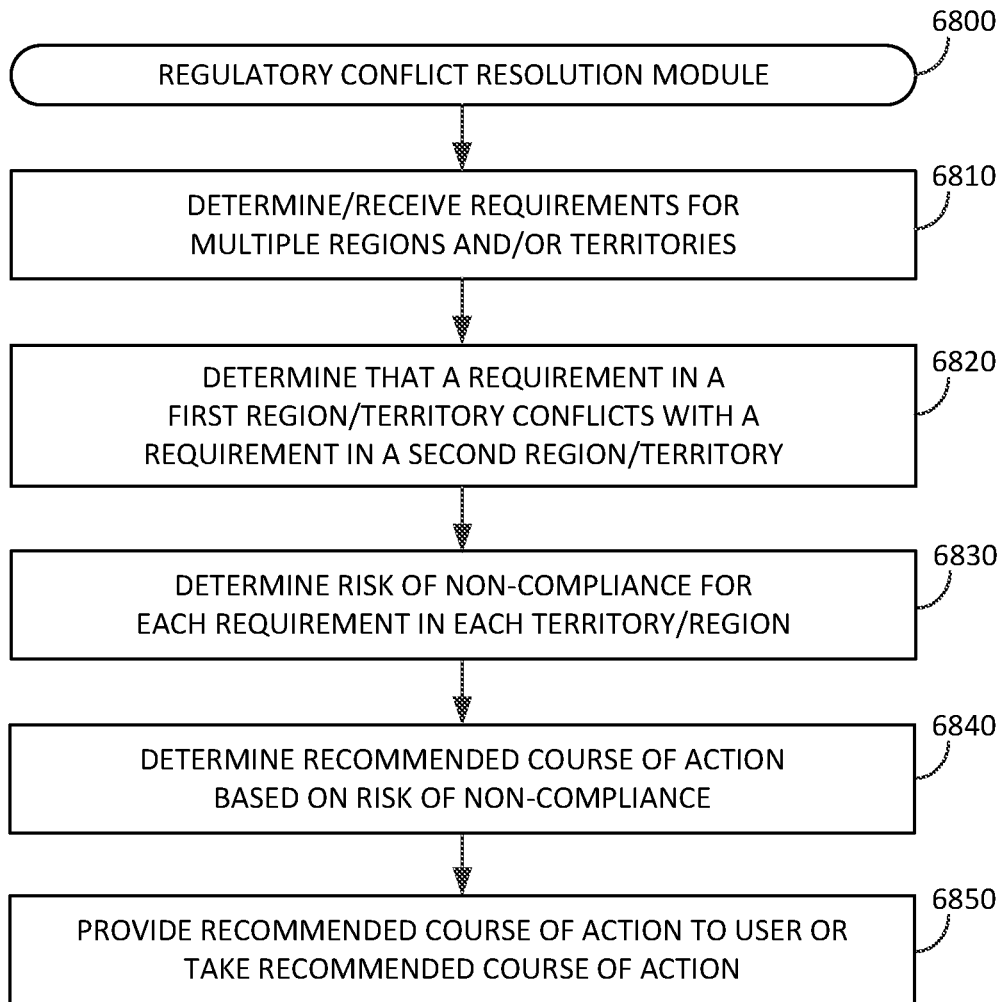 6800
REGULATORY CONFLICT RESOLUTION MODULE
6810
DETERMINE/RECEIVE REQUIREMENTS FOR
MULTIPLE REGIONS AND/OR TERRITORIES
6820
DETERMINE THAT A REQUIREMENT IN A
FIRST REGION/TERRITORY CONFLICTS WITH A
REQUIREMENT IN A SECOND REGION/TERRITORY
6830
DETERMINE RISK OF NON-COMPLIANCE FOR
EACH REQUIREMENT IN EACH TERRITORY/REGION
6840
DETERMINE RECOMMENDED COURSE OF ACTION
BASED ON RISK OF NON-COMPLIANCE
6850
PROVIDE RECOMMENDED COURSE OF ACTION TO USER OR
TAKE RECOMMENDED COURSE OF ACTION